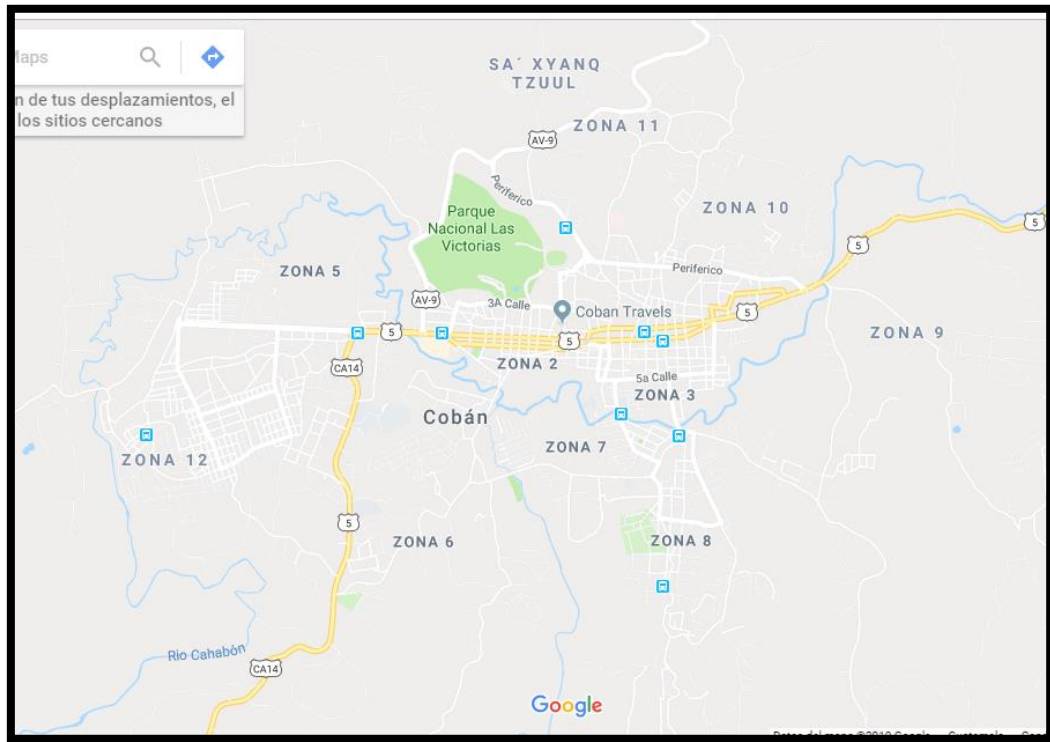 Maps
n de tus desplazamientos, el
los sitios cercanos
SA´ XYANQ
TZUUL
ZONA 11
AV-9
Periferico
Parque
Nacional Las
Victorias
ZONA 10
5
5
ZONA 5
Periferico
AV-9
3A Calle
Coban Travels
5
5
5
ZONA 9
CA14
ZONA 2
5a Calle
ZONA 3
Cobán
ZONA 7
ZONA 12
5
ZONA 6
ZONA 8
Rio Cahabón
CA14
Google